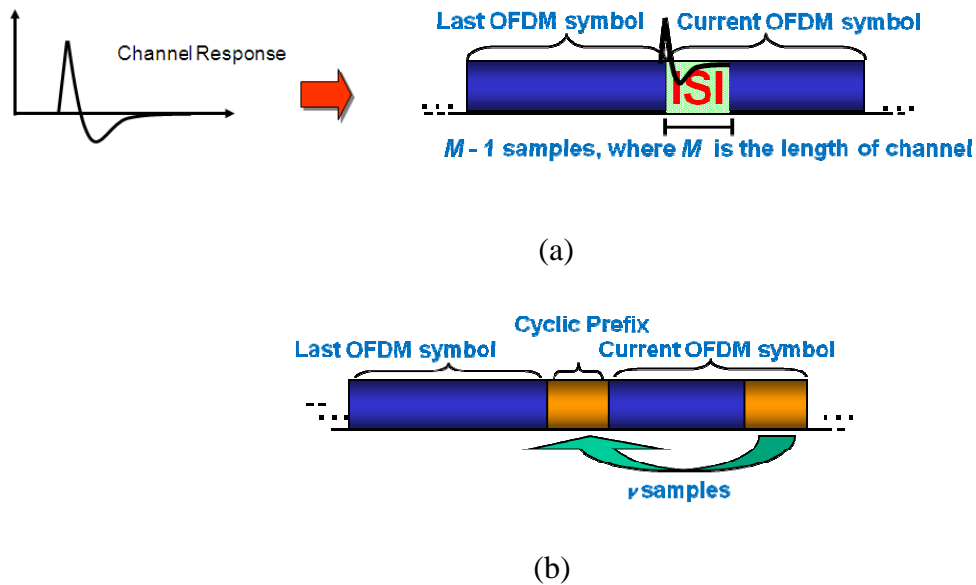 Last OFDM symbol Current OFDM symbol
Channel Response
ISI
M - 1 samples, where M is the length of channel
(a)
Cyclic Prefix
Last OFDM symbol Current OFDM symbol
ν samples
(b)